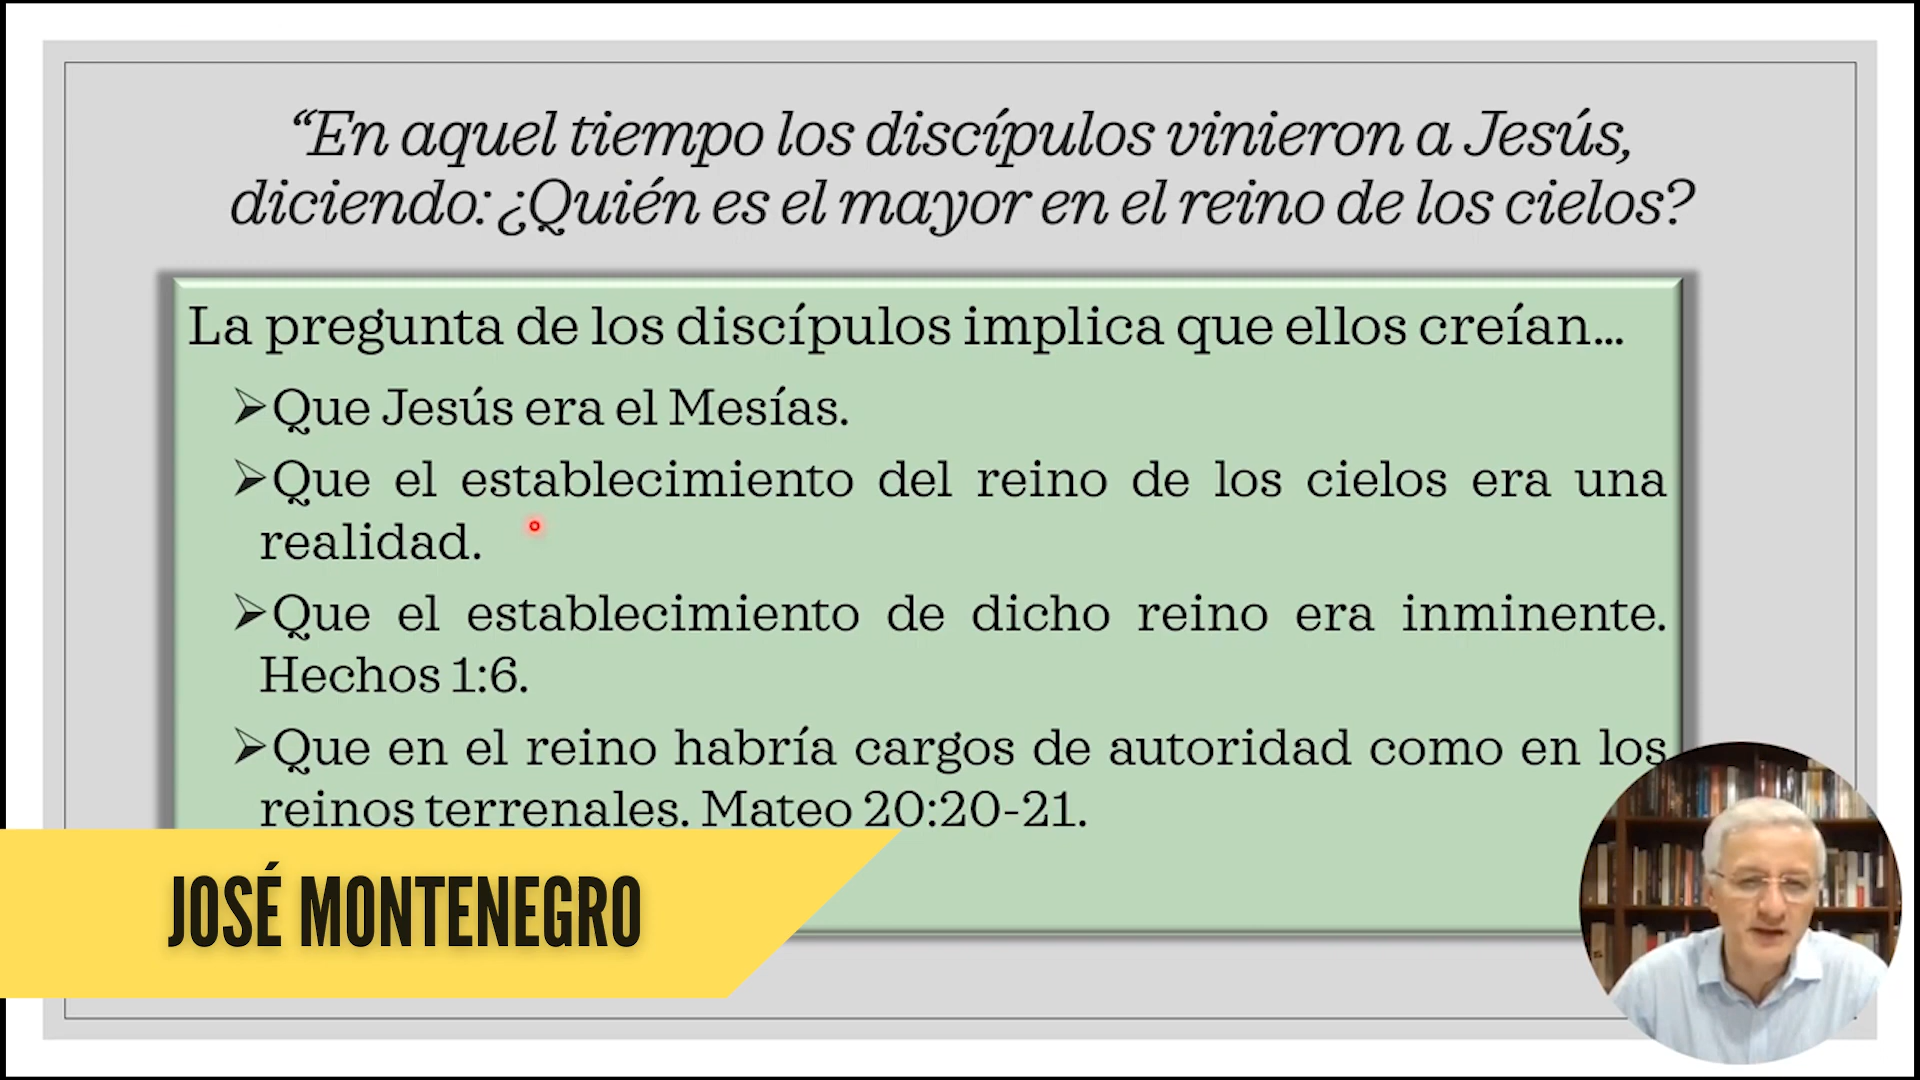 “En aquel tiempo los discípulos vinieron a Jesús,
diciendo: ¿Quién es el mayor en el reino de los cielos?
La pregunta de los discípulos implica que ellos creían...
➢Que Jesús era el Mesías.
➢Que el establecimiento del reino de los cielos era una
realidad.
➢Que el establecimiento de dicho reino era inminente.
Hechos 1:6.
➢Que en el reino habría cargos de autoridad como en los
reinos terrenales. Mateo 20:20-21.
JOSÉ MONTENEGRO